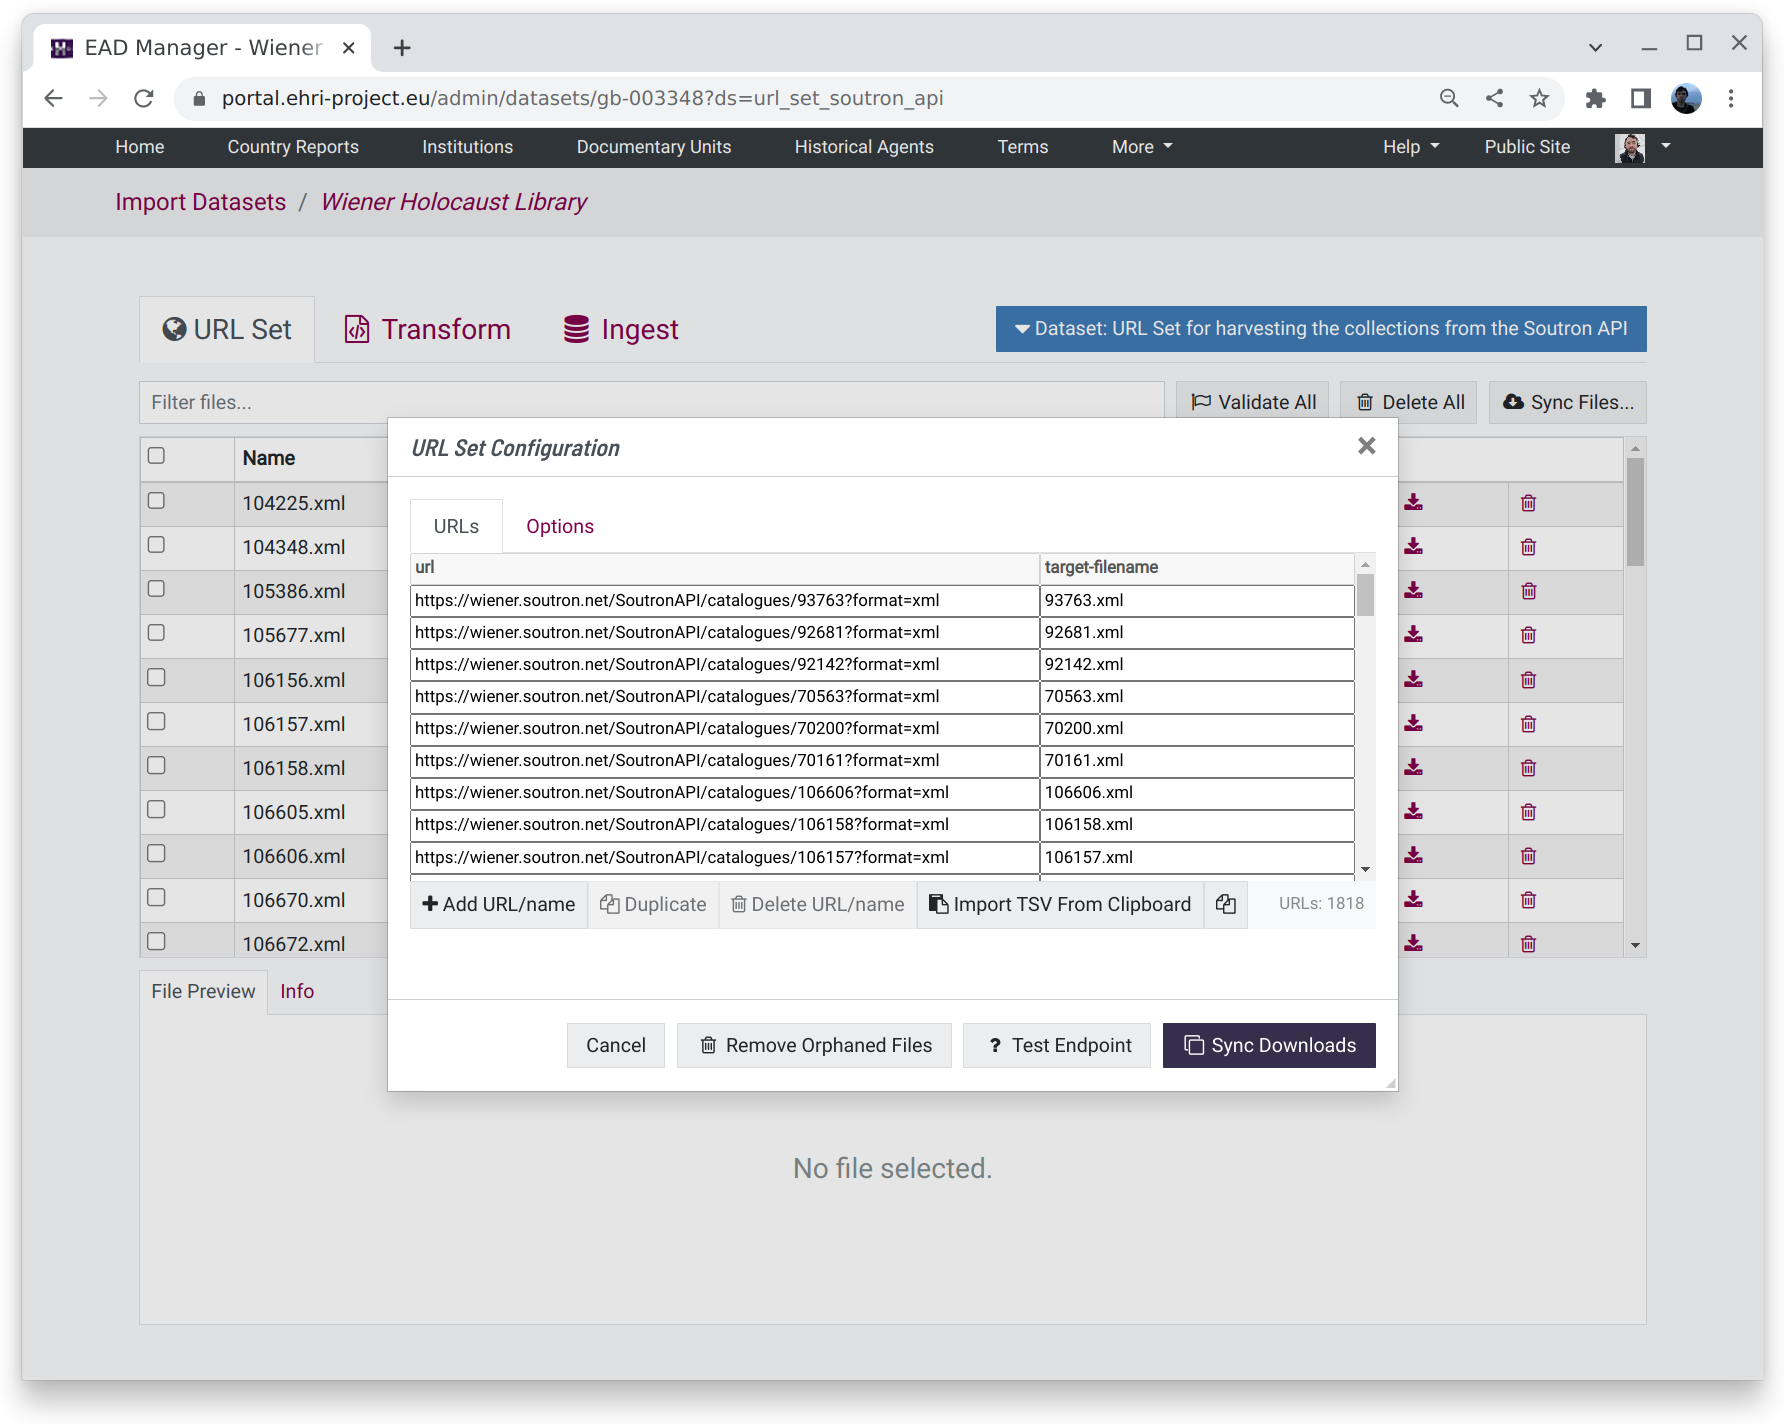 EAD Manager - Wiener
portal.ehri-project.eu/admin/datasets/gb-003348?ds=url_set_soutron_api
Home Country Reports Institutions Documentary Units Historical Agents Terms More Help Public Site
Import Datasets / Wiener Holocaust Library
URL Set Transform Ingest Dataset: URL Set for harvesting the collections from the Soutron API
Filter files... Validate All Delete All Sync Files...
Name
104225.xml
104348.xml
105386.xml
105677.xml
106156.xml
106157.xml
106158.xml
106605.xml
106606.xml
106670.xml
106672.xml
URL Set Configuration
URLs Options
url target-filename
https://wiener.soutron.net/SoutronAPI/catalogues/93763?format=xml 93763.xml
https://wiener.soutron.net/SoutronAPI/catalogues/92681?format=xml 92681.xml
https://wiener.soutron.net/SoutronAPI/catalogues/92142?format=xml 92142.xml
https://wiener.soutron.net/SoutronAPI/catalogues/70563?format=xml 70563.xml
https://wiener.soutron.net/SoutronAPI/catalogues/70200?format=xml 70200.xml
https://wiener.soutron.net/SoutronAPI/catalogues/70161?format=xml 70161.xml
https://wiener.soutron.net/SoutronAPI/catalogues/106606?format=xml 106606.xml
https://wiener.soutron.net/SoutronAPI/catalogues/106158?format=xml 106158.xml
https://wiener.soutron.net/SoutronAPI/catalogues/106157?format=xml 106157.xml
Add URL/name Duplicate Delete URL/name Import TSV From Clipboard URLs: 1818
Cancel Remove Orphaned Files ? Test Endpoint Sync Downloads
File Preview Info
No file selected.